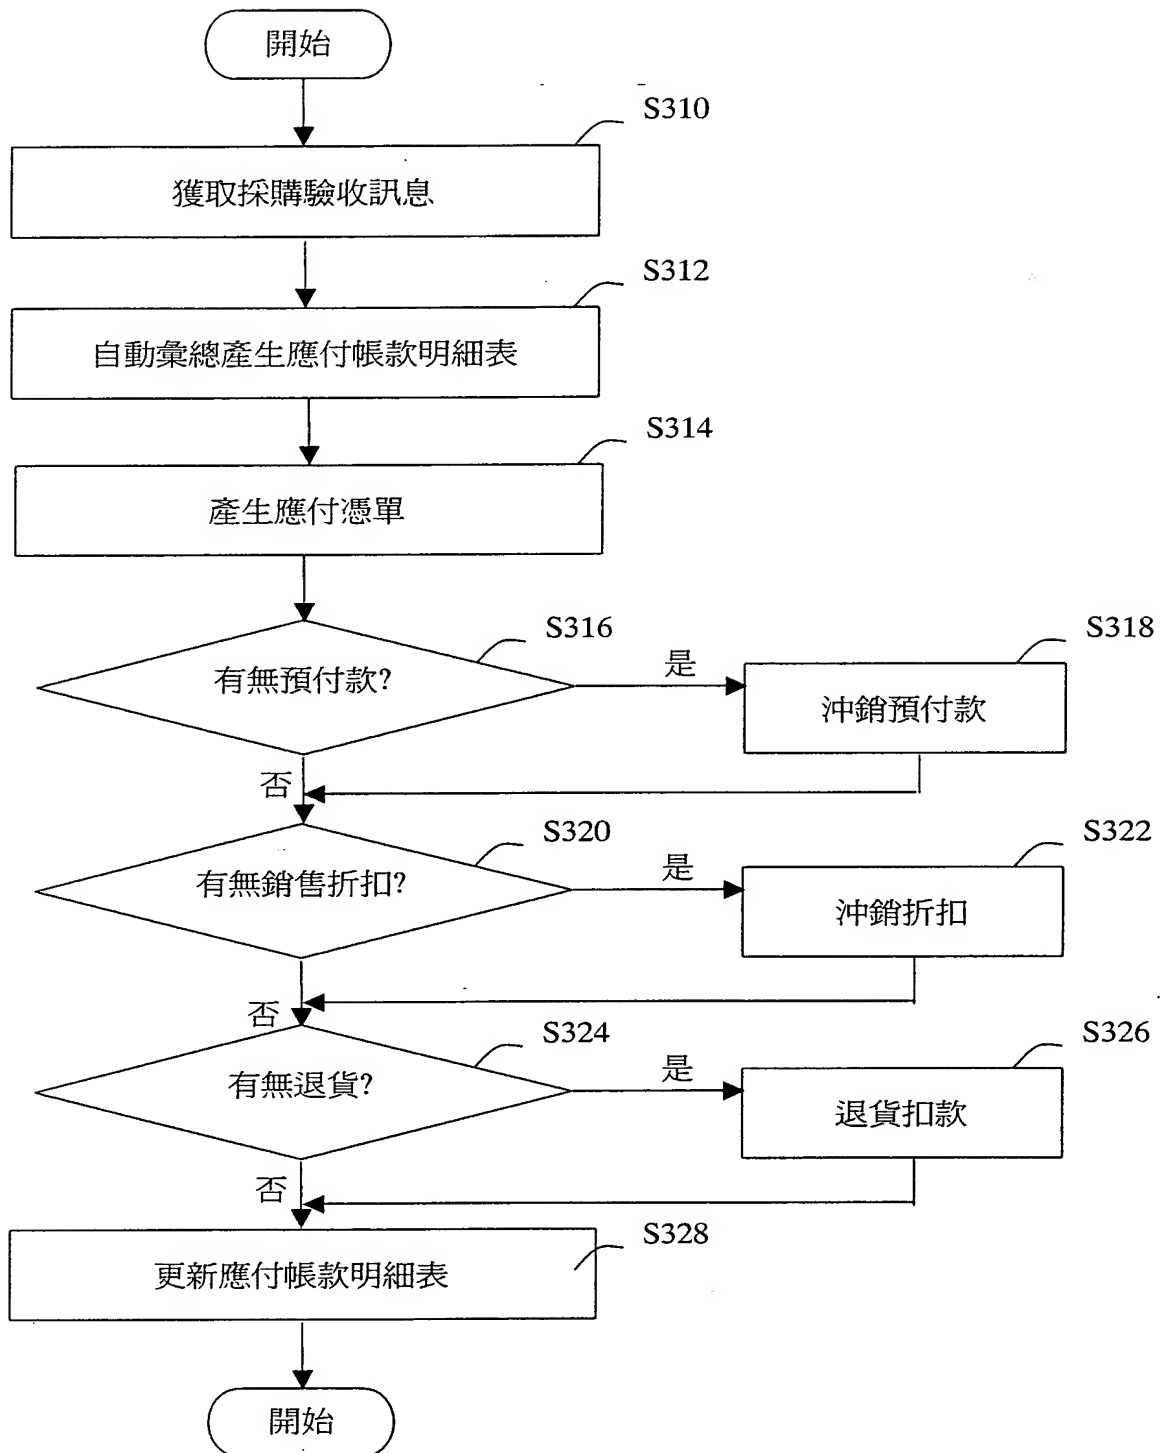 開始
S310
獲取採購驗收訊息
S312
自動彙總產生應付帳款明細表
S314
產生應付憑單
S316
有無預付款?
是
S318
沖銷預付款
否
S320
有無銷售折扣?
是
S322
沖銷折扣
否
S324
有無退貨?
是
S326
退貨扣款
否
S328
更新應付帳款明細表
開始